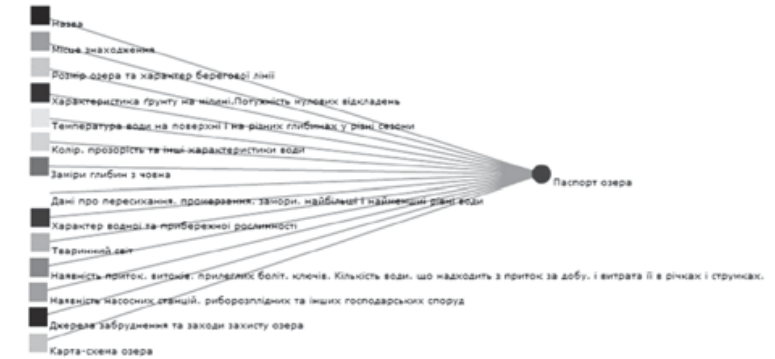 Назва
Місце знаходження
Розмір озера та характер берегової лінії
Характеристика ґрунту на мілині.Потужність мулових відкладень
Температура води на поверхні і на різних глибинах у різні сезони
Колір, прозорість та інші характеристики води
Заміри глибин з човна
Паспорт озера
Дані про пересихання, промерзання, замори, найбільші і найменший рівні води
Характер водної та прибережної рослинності
Тваринний світ
Наявність приток, витоків, прилеглих боліт, ключів. Кількість води, що надходить з приток за добу, і витрата її в річках і струмках.
Наявність насосних станцій, риборозплідних та інших господарських споруд
Джерела забруднення та заходи захисту озера
Карта-схема озера